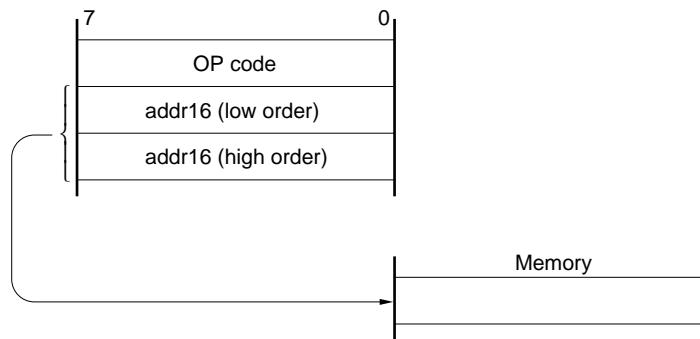 7 0
OP code
addr16 (low order)
addr16 (high order)
Memory